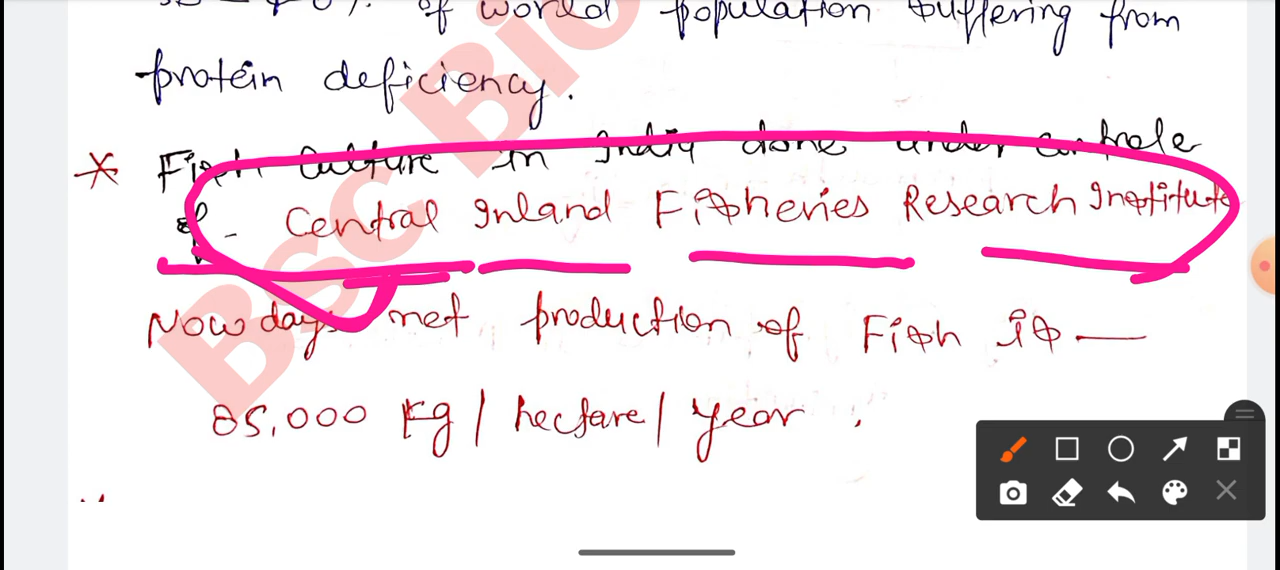 of world population suffering from
protein deficiency.
* Fish Culture in India done under controle
of - Central Inland Fisheries Research Institute
Now days net production of Fish is —
85,000 Kg / hectare / year .
BSc Bio